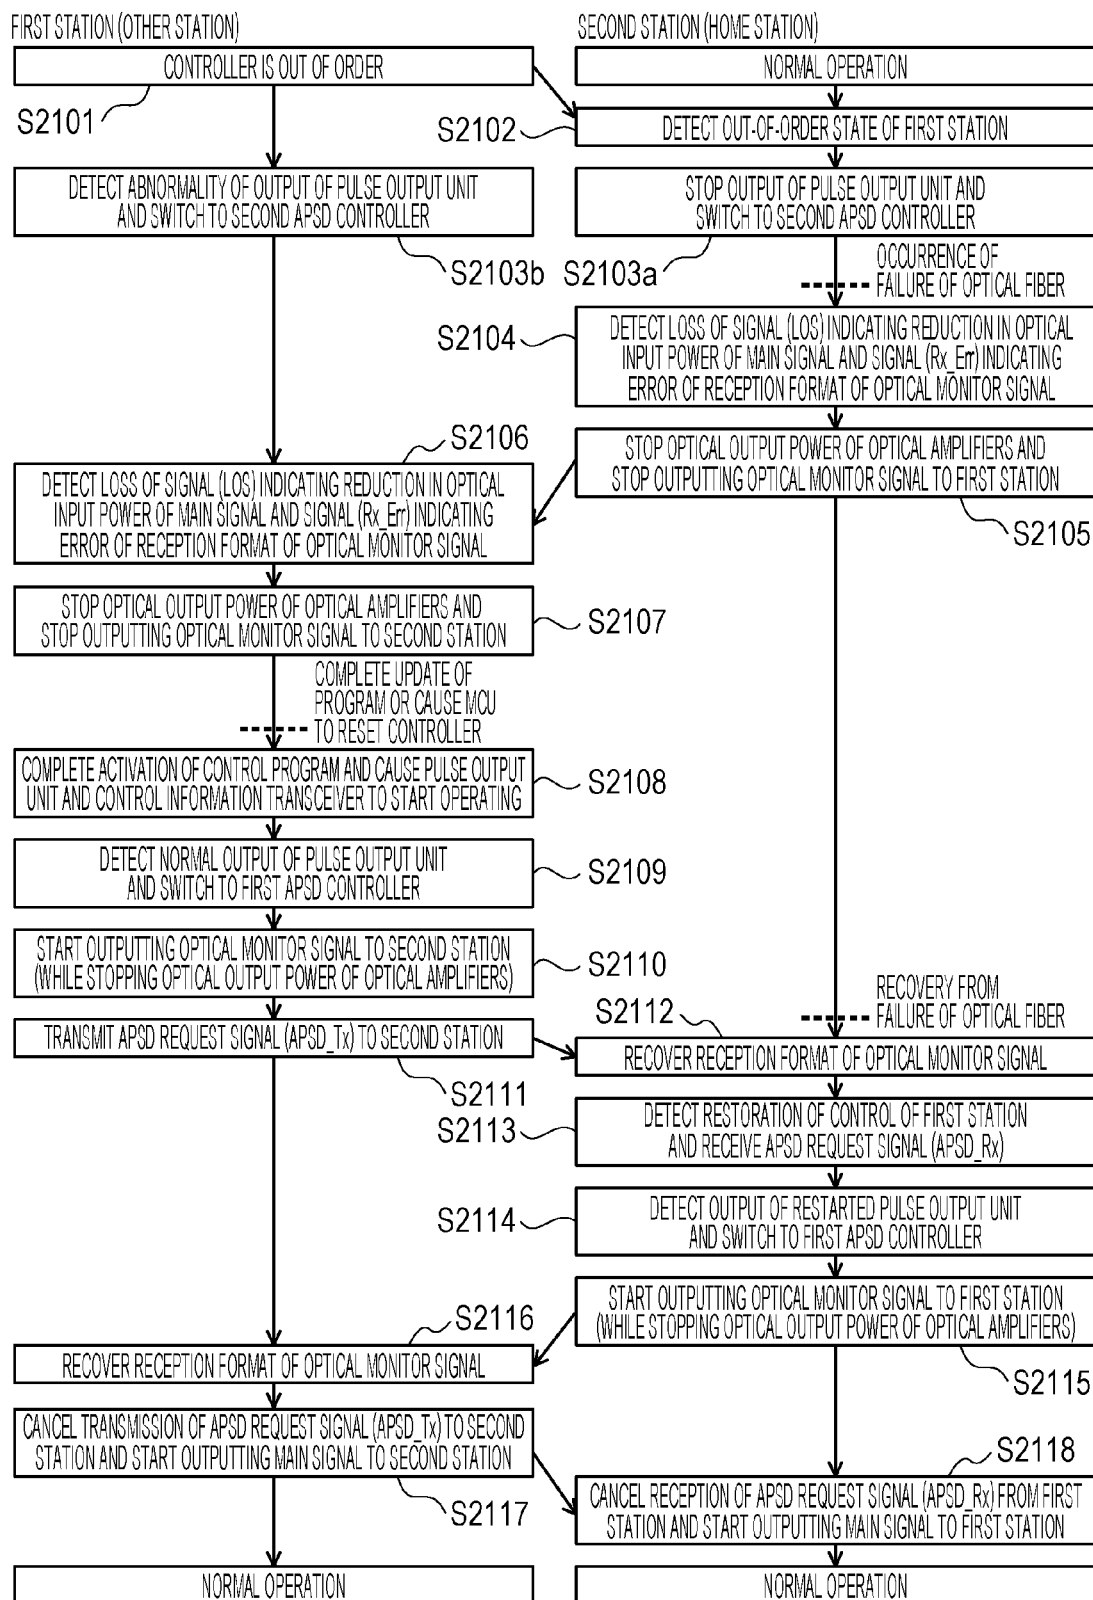 FIRST STATION (OTHER STATION)
SECOND STATION (HOME STATION)
CONTROLLER IS OUT OF ORDER
NORMAL OPERATION
S2101
S2102
DETECT OUT-OF-ORDER STATE OF FIRST STATION
DETECT ABNORMALITY OF OUTPUT OF PULSE OUTPUT UNIT
AND SWITCH TO SECOND APSD CONTROLLER
STOP OUTPUT OF PULSE OUTPUT UNIT AND
SWITCH TO SECOND APSD CONTROLLER
S2103b
S2103a
OCCURRENCE OF
FAILURE OF OPTICAL FIBER
S2104
DETECT LOSS OF SIGNAL (LOS) INDICATING REDUCTION IN OPTICAL
INPUT POWER OF MAIN SIGNAL AND SIGNAL (Rx_Err) INDICATING
ERROR OF RECEPTION FORMAT OF OPTICAL MONITOR SIGNAL
S2106
STOP OPTICAL OUTPUT POWER OF OPTICAL AMPLIFIERS AND
STOP OUTPUTTING OPTICAL MONITOR SIGNAL TO FIRST STATION
S2105
DETECT LOSS OF SIGNAL (LOS) INDICATING REDUCTION IN OPTICAL
INPUT POWER OF MAIN SIGNAL AND SIGNAL (Rx_Err) INDICATING
ERROR OF RECEPTION FORMAT OF OPTICAL MONITOR SIGNAL
STOP OPTICAL OUTPUT POWER OF OPTICAL AMPLIFIERS AND
STOP OUTPUTTING OPTICAL MONITOR SIGNAL TO SECOND STATION
S2107
COMPLETE UPDATE OF
PROGRAM OR CAUSE MCU
TO RESET CONTROLLER
COMPLETE ACTIVATION OF CONTROL PROGRAM AND CAUSE PULSE OUTPUT
UNIT AND CONTROL INFORMATION TRANSCEIVER TO START OPERATING
S2108
DETECT NORMAL OUTPUT OF PULSE OUTPUT UNIT
AND SWITCH TO FIRST APSD CONTROLLER
S2109
START OUTPUTTING OPTICAL MONITOR SIGNAL TO SECOND STATION
(WHILE STOPPING OPTICAL OUTPUT POWER OF OPTICAL AMPLIFIERS)
S2110
RECOVERY FROM
FAILURE OF OPTICAL FIBER
S2112
TRANSMIT APSD REQUEST SIGNAL (APSD_Tx) TO SECOND STATION
S2111
RECOVER RECEPTION FORMAT OF OPTICAL MONITOR SIGNAL
S2113
DETECT RESTORATION OF CONTROL OF FIRST STATION
AND RECEIVE APSD REQUEST SIGNAL (APSD_Rx)
S2114
DETECT OUTPUT OF RESTARTED PULSE OUTPUT UNIT
AND SWITCH TO FIRST APSD CONTROLLER
START OUTPUTTING OPTICAL MONITOR SIGNAL TO FIRST STATION
(WHILE STOPPING OPTICAL OUTPUT POWER OF OPTICAL AMPLIFIERS)
S2115
S2116
RECOVER RECEPTION FORMAT OF OPTICAL MONITOR SIGNAL
CANCEL TRANSMISSION OF APSD REQUEST SIGNAL (APSD_Tx) TO SECOND
STATION AND START OUTPUTTING MAIN SIGNAL TO SECOND STATION
S2117
S2118
CANCEL RECEPTION OF APSD REQUEST SIGNAL (APSD_Rx) FROM FIRST
STATION AND START OUTPUTTING MAIN SIGNAL TO FIRST STATION
NORMAL OPERATION
NORMAL OPERATION